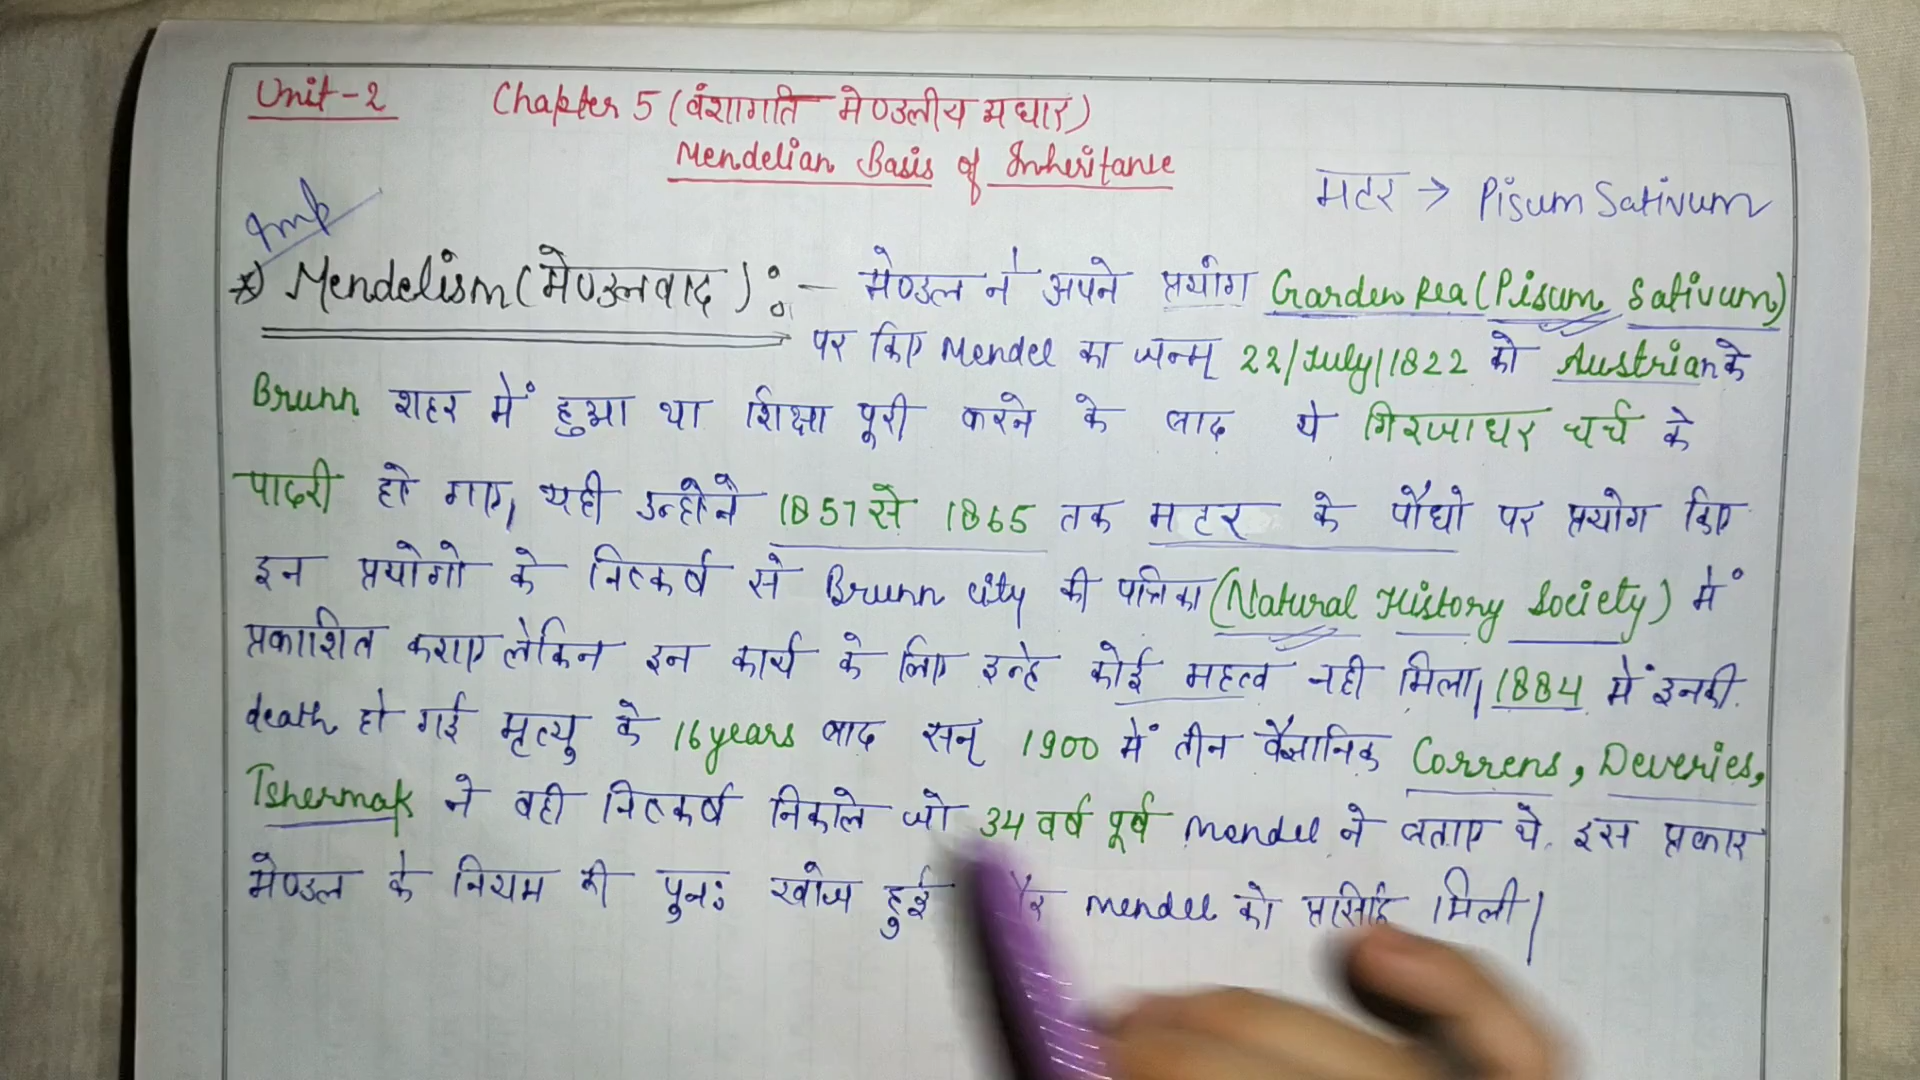 Unit-2 Chapter 5 (वंशागति मेण्डलीय अधार)
Mendelian Basis of Inheritance
मटर → Pisum Sativum
Imp
*) Mendelism (मेण्डलवाद) :- मेण्डल ने अपने प्रयोग Garden Pea (Pisum Sativum)
पर किए Mendel का जन्म 22/July/1822 को Austrian के
Brunn शहर में हुआ था शिक्षा पूरी करने के बाद ये गिरजाघर चर्च के
पादरी हो गए, यही उन्होने 1857 से 1865 तक मटर के पौधो पर प्रयोग किए
इन प्रयोगो के निष्कर्ष से Brunn city की पत्रिका (Natural History Society) में
प्रकाशित कराए लेकिन इन कार्य के लिए इन्हे कोई महत्व नही मिला, 1884 में इनकी
death हो गई मृत्यु के 16 years बाद सन् 1900 में तीन वैज्ञानिक Correns, Deveries,
Tshermak ने वही निष्कर्ष निकाले जो 34 वर्ष पूर्व Mendel ने बताए थे. इस प्रकार
मेण्डल के नियम की पुन: खोज हुई Mendel को प्रसिद्धि मिली|